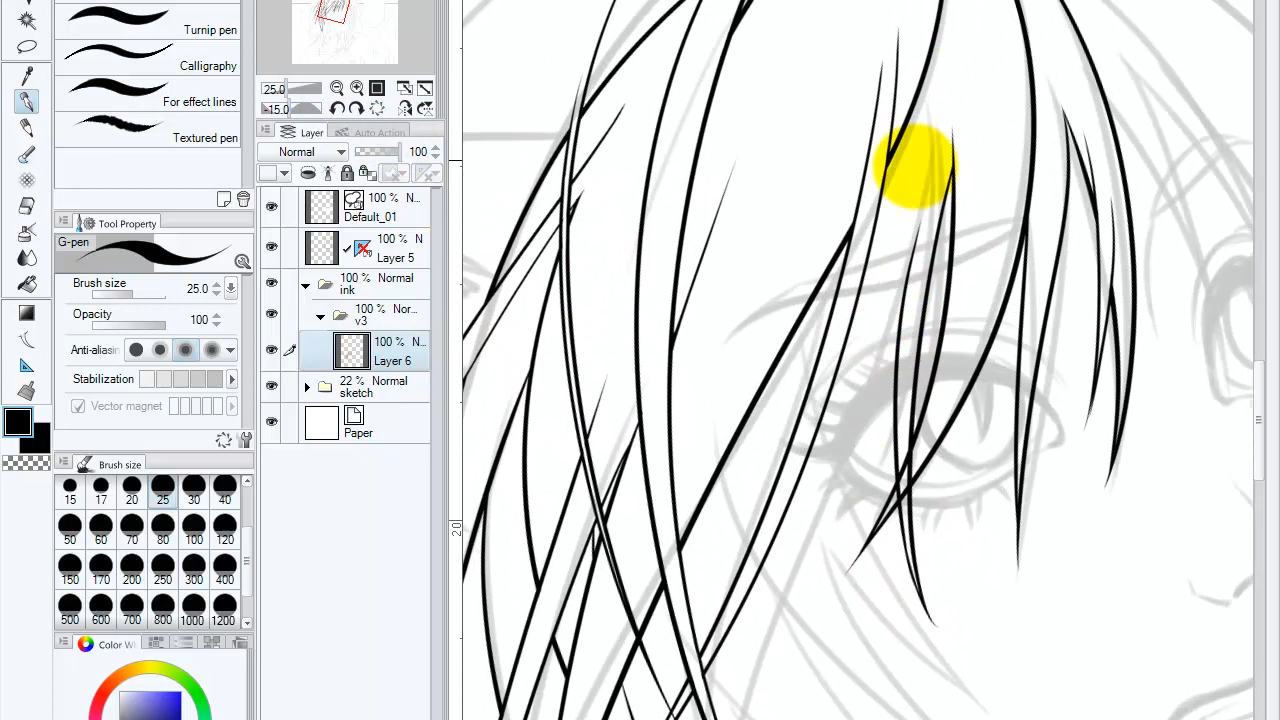 Turnip pen
Calligraphy
For effect lines
Textured pen
Tool Property
G-pen
Brush size 25.0
Opacity 100
Anti-aliasin
Stabilization
Vector magnet
Brush size
15 17 20 25 30 40
50 60 70 80 100 120
150 170 200 250 300 400
500 600 700 800 1000 1200
Color W
25.0
-15.0
Layer Auto Action
Normal 100
100 % N...
Default_01
100 % N
Layer 5
100 % Normal
ink
100 % Nor...
v3
100 % N...
Layer 6
22 % Normal
sketch
Paper
20